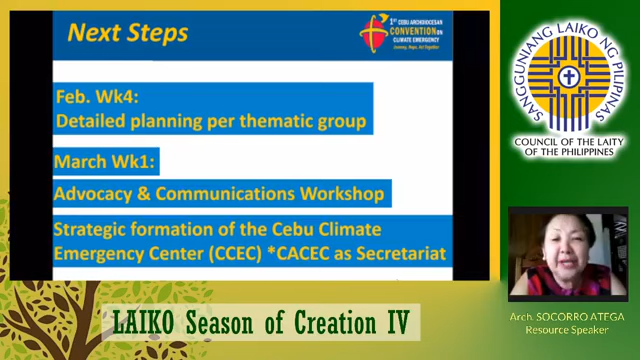 Next Steps
1ST CEBU ARCHDIOCESAN
CONVENTION ON
CLIMATE EMERGENCY
Feb. Wk4:
Detailed planning per thematic group
March Wk1:
Advocacy & Communications Workshop
Strategic formation of the Cebu Climate
Emergency Center (CCEC) *CACEC as Secretariat
LAIKO Season of Creation IV
SANGGUNIANG LAIKO NG PILIPINAS
COUNCIL OF THE LAITY
OF THE PHILIPPINES
Arch. SOCORRO ATEGA
Resource Speaker